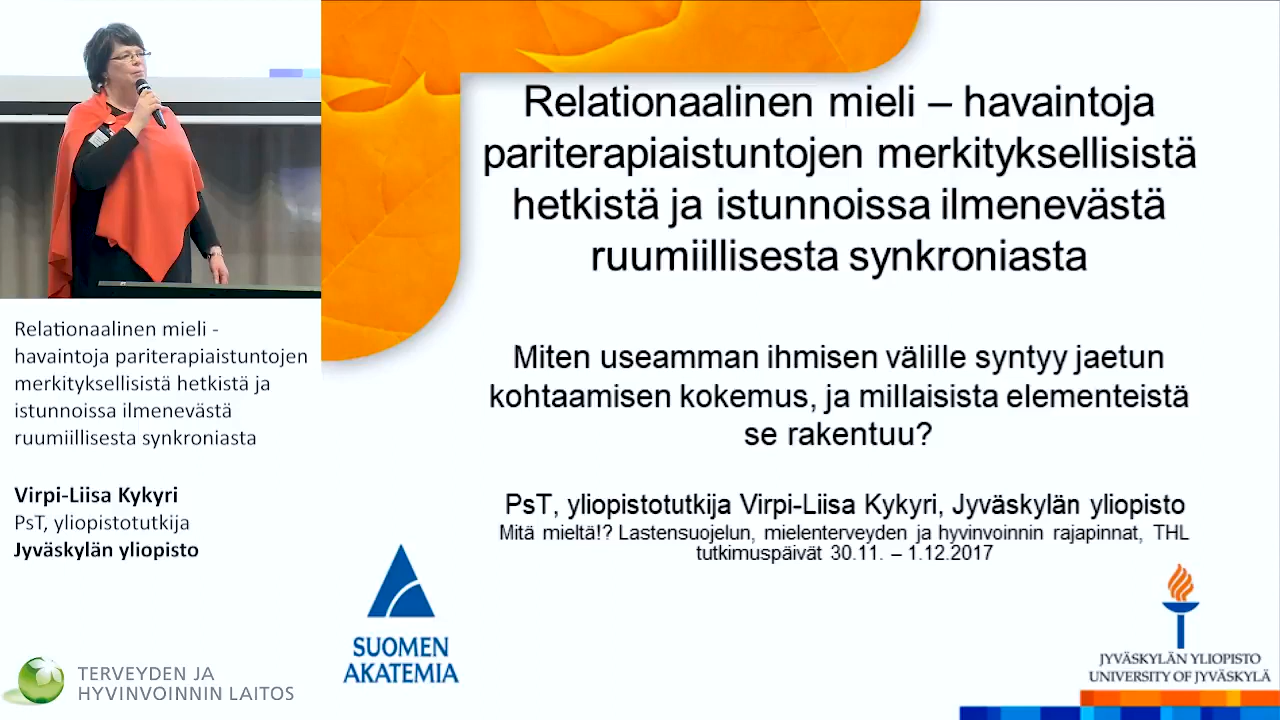 Relationaalinen mieli – havaintoja
pariterapiaistuntojen merkityksellisistä
hetkistä ja istunnoissa ilmenevästä
ruumiillisesta synkroniasta
Miten useamman ihmisen välille syntyy jaetun
kohtaamisen kokemus, ja millaisista elementeistä
se rakentuu?
PsT, yliopistotutkija Virpi-Liisa Kykyri, Jyväskylän yliopisto
Mitä mieltä!? Lastensuojelun, mielenterveyden ja hyvinvoinnin rajapinnat, THL
tutkimuspäivät 30.11. – 1.12.2017
SUOMEN
AKATEMIA
JYVÄSKYLÄN YLIOPISTO
UNIVERSITY OF JYVÄSKYLÄ
Relationaalinen mieli -
havaintoja pariterapiaistuntojen
merkityksellisistä hetkistä ja
istunnoissa ilmenevästä
ruumiillisesta synkroniasta
Virpi-Liisa Kykyri
PsT, yliopistotutkija
Jyväskylän yliopisto
TERVEYDEN JA
HYVINVOINNIN LAITOS